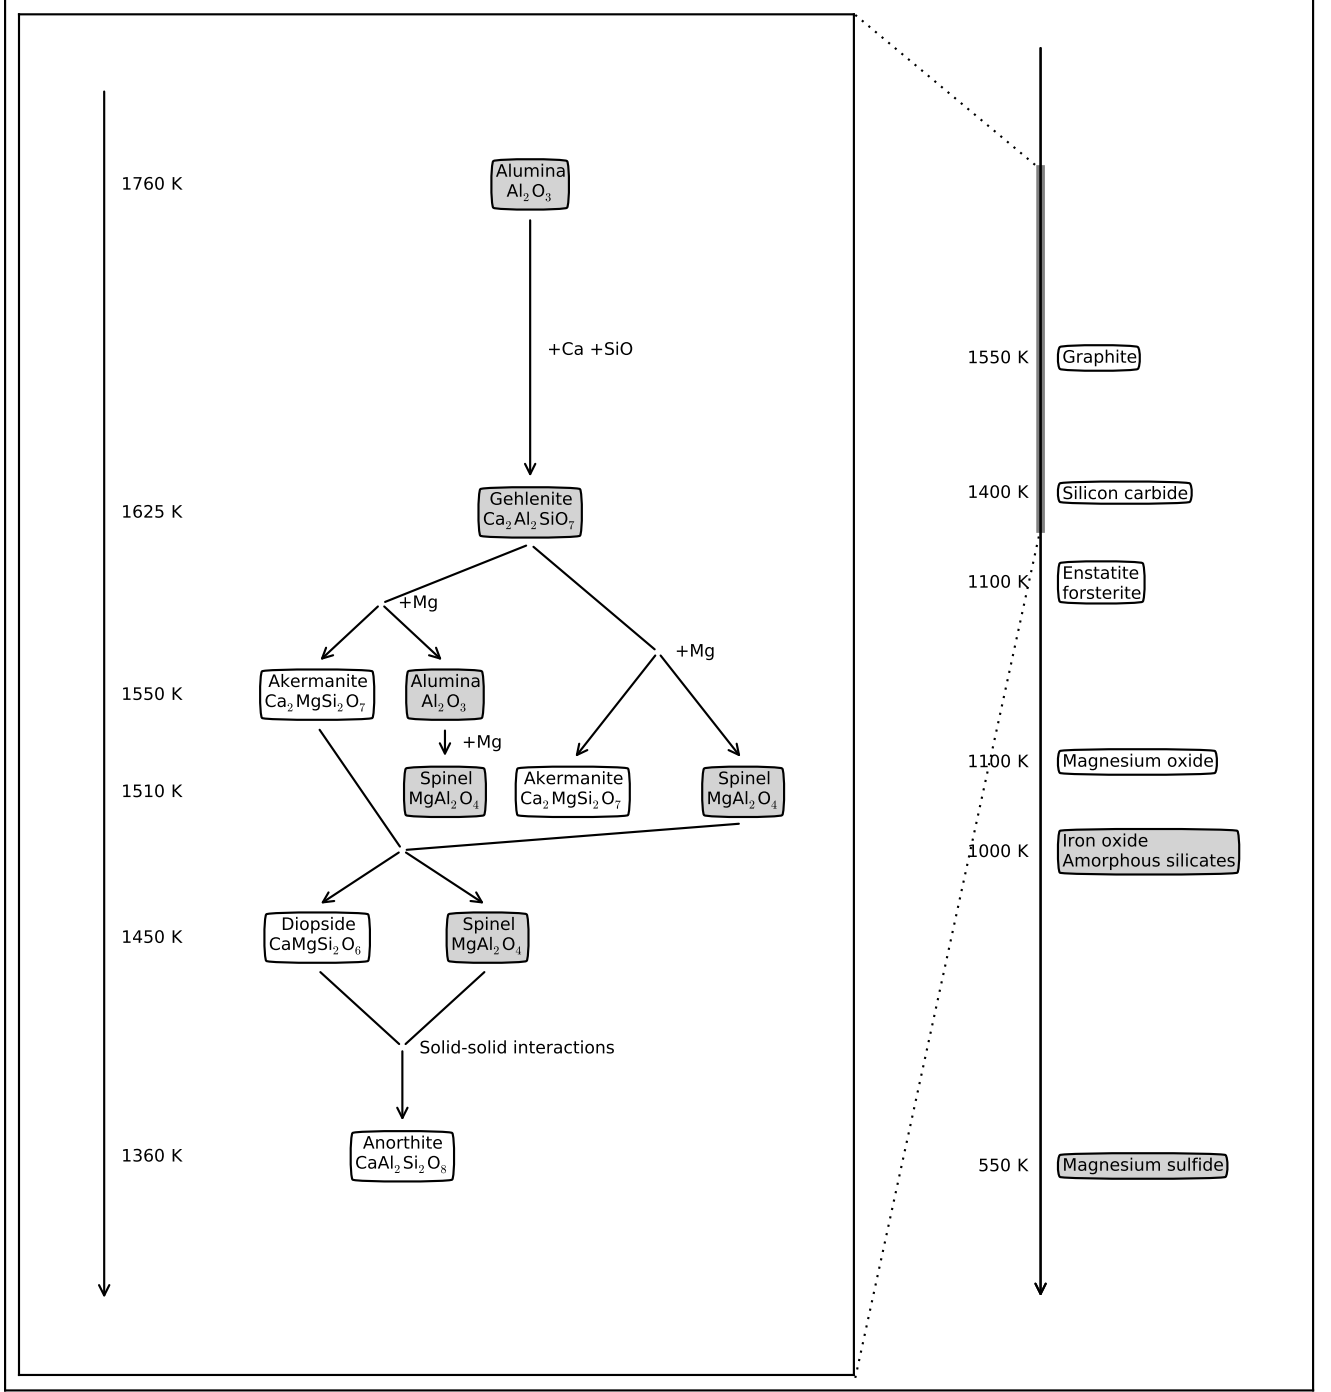 1760 K
Alumina
Al₂O₃
+Ca +SiO
1625 K
Gehlenite
Ca₂Al₂SiO₇
+Mg
+Mg
1550 K
Akermanite
Ca₂MgSi₂O₇
Alumina
Al₂O₃
+Mg
1510 K
Spinel
MgAl₂O₄
Akermanite
Ca₂MgSi₂O₇
Spinel
MgAl₂O₄
1450 K
Diopside
CaMgSi₂O₆
Spinel
MgAl₂O₄
Solid-solid interactions
1360 K
Anorthite
CaAl₂Si₂O₈
1550 K
Graphite
1400 K
Silicon carbide
1100 K
Enstatite
forsterite
1100 K
Magnesium oxide
1000 K
Iron oxide
Amorphous silicates
550 K
Magnesium sulfide